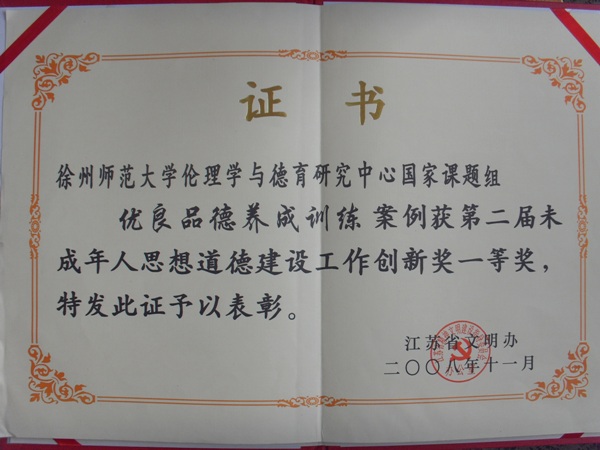 证书
徐州师范大学伦理学与德育研究中心国家课题组
优良品德养成训练 案例获第二届未
成年人思想道德建设工作创新奖一等奖，
特发此证予以表彰。
江苏省文明办
二〇〇八年十一月